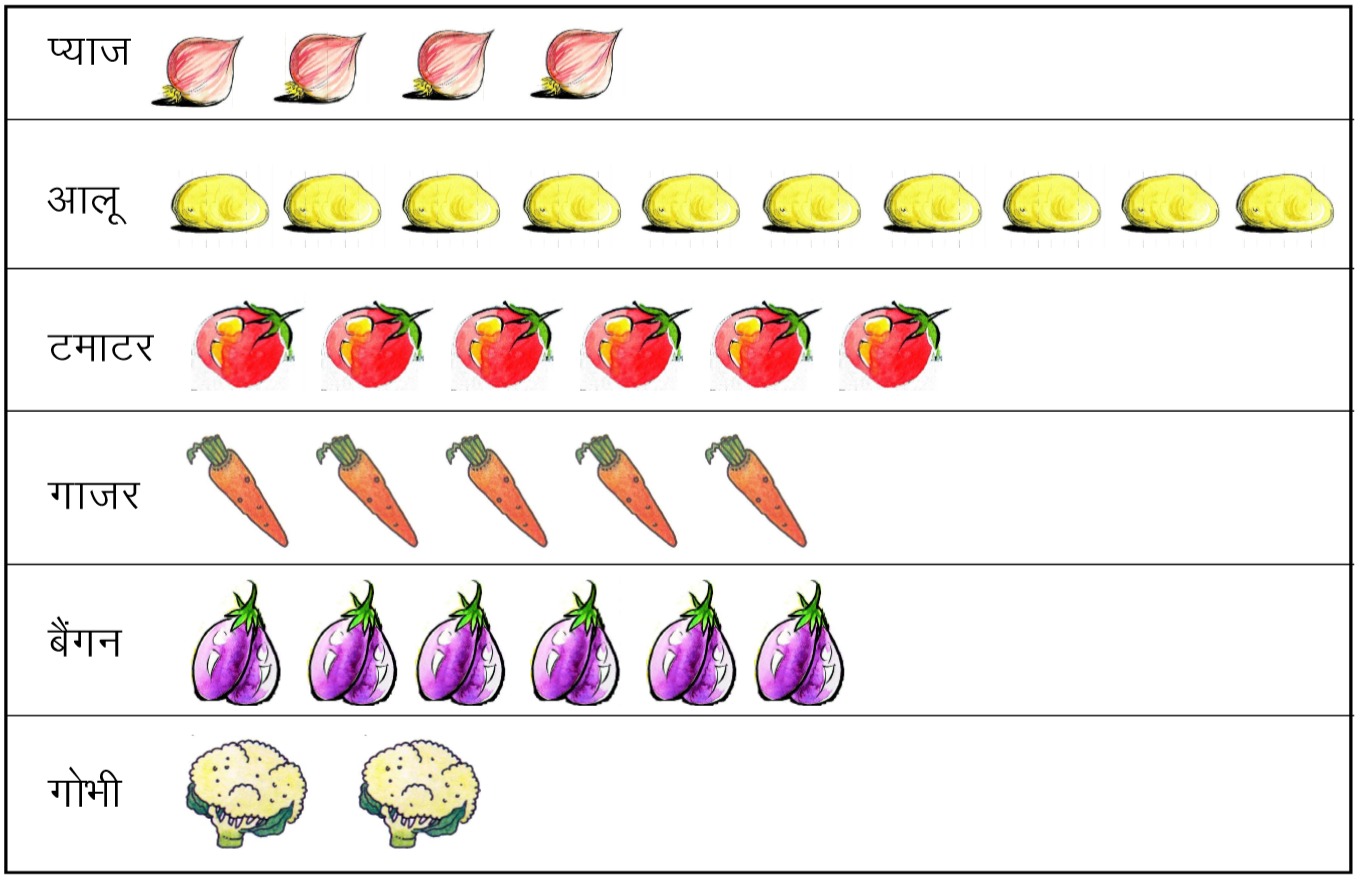 प्याज
आलू
टमाटर
गाजर
बैंगन
गोभी